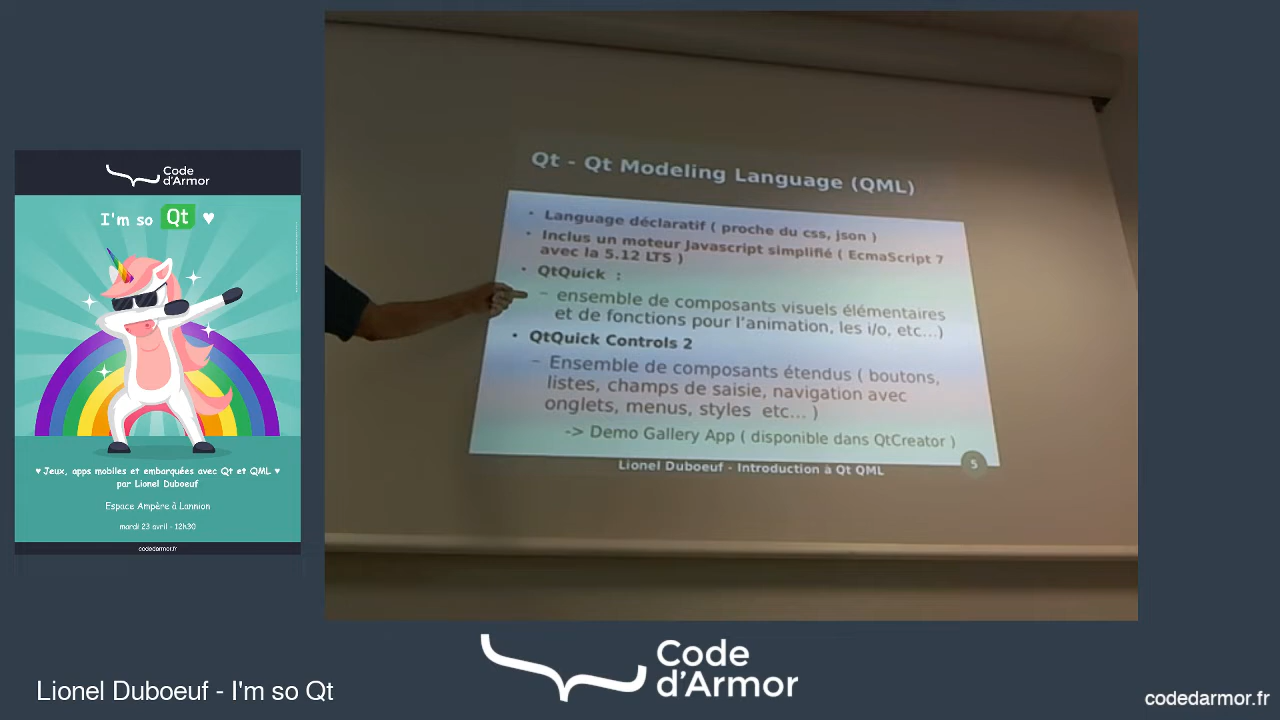 Code
d'Armor
I'm so Qt ♥
♥ Jeux, apps mobiles et embarquées avec Qt et QML ♥
par Lionel Duboeuf
Espace Ampère à Lannion
mardi 23 avril - 12h30
codedarmor.fr
Qt - Qt Modeling Language (QML)
• Language déclaratif ( proche du css, json )
• Inclus un moteur Javascript simplifié ( EcmaScript 7
avec la 5.12 LTS )
• QtQuick :
– ensemble de composants visuels élémentaires
et de fonctions pour l'animation, les i/o, etc...)
• QtQuick Controls 2
– Ensemble de composants étendus ( boutons,
listes, champs de saisie, navigation avec
onglets, menus, styles etc... )
-> Demo Gallery App ( disponible dans QtCreator )
Lionel Duboeuf - Introduction à Qt QML
5
Lionel Duboeuf - I'm so Qt
Code
d'Armor
codedarmor.fr